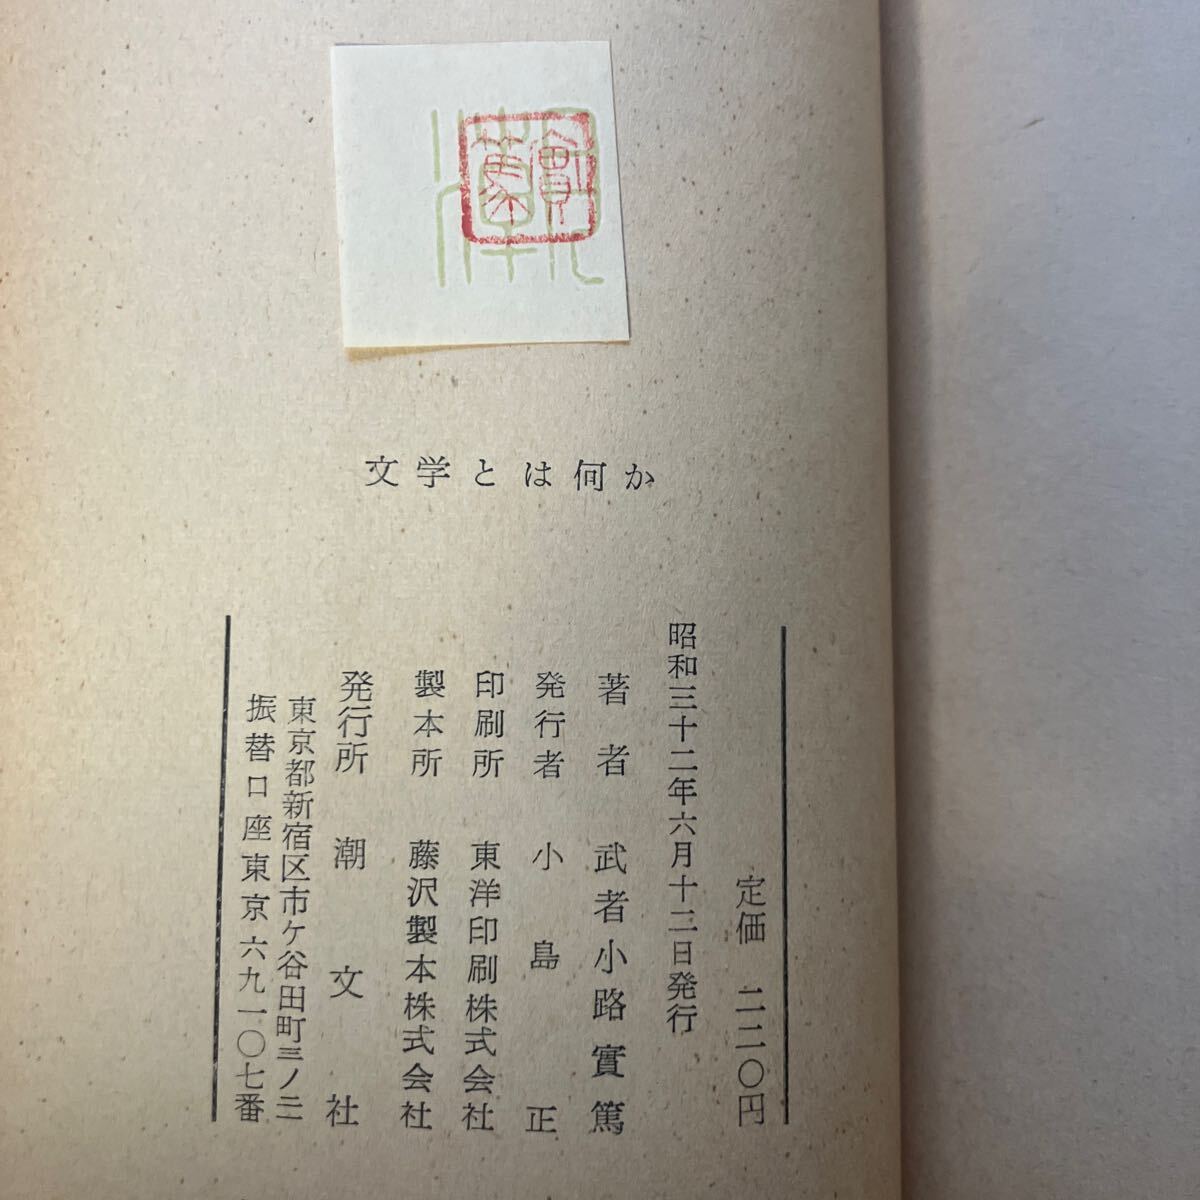 文学とは何か
定価 二二〇円
昭和三十二年六月十二日発行
著者 武者小路實篤
発行者 小島正
印刷所 東洋印刷株式会社
製本所 藤沢製本株式会社
発行所 潮文社
東京都新宿区市ケ谷田町三ノ二
振替口座東京六九一〇七番